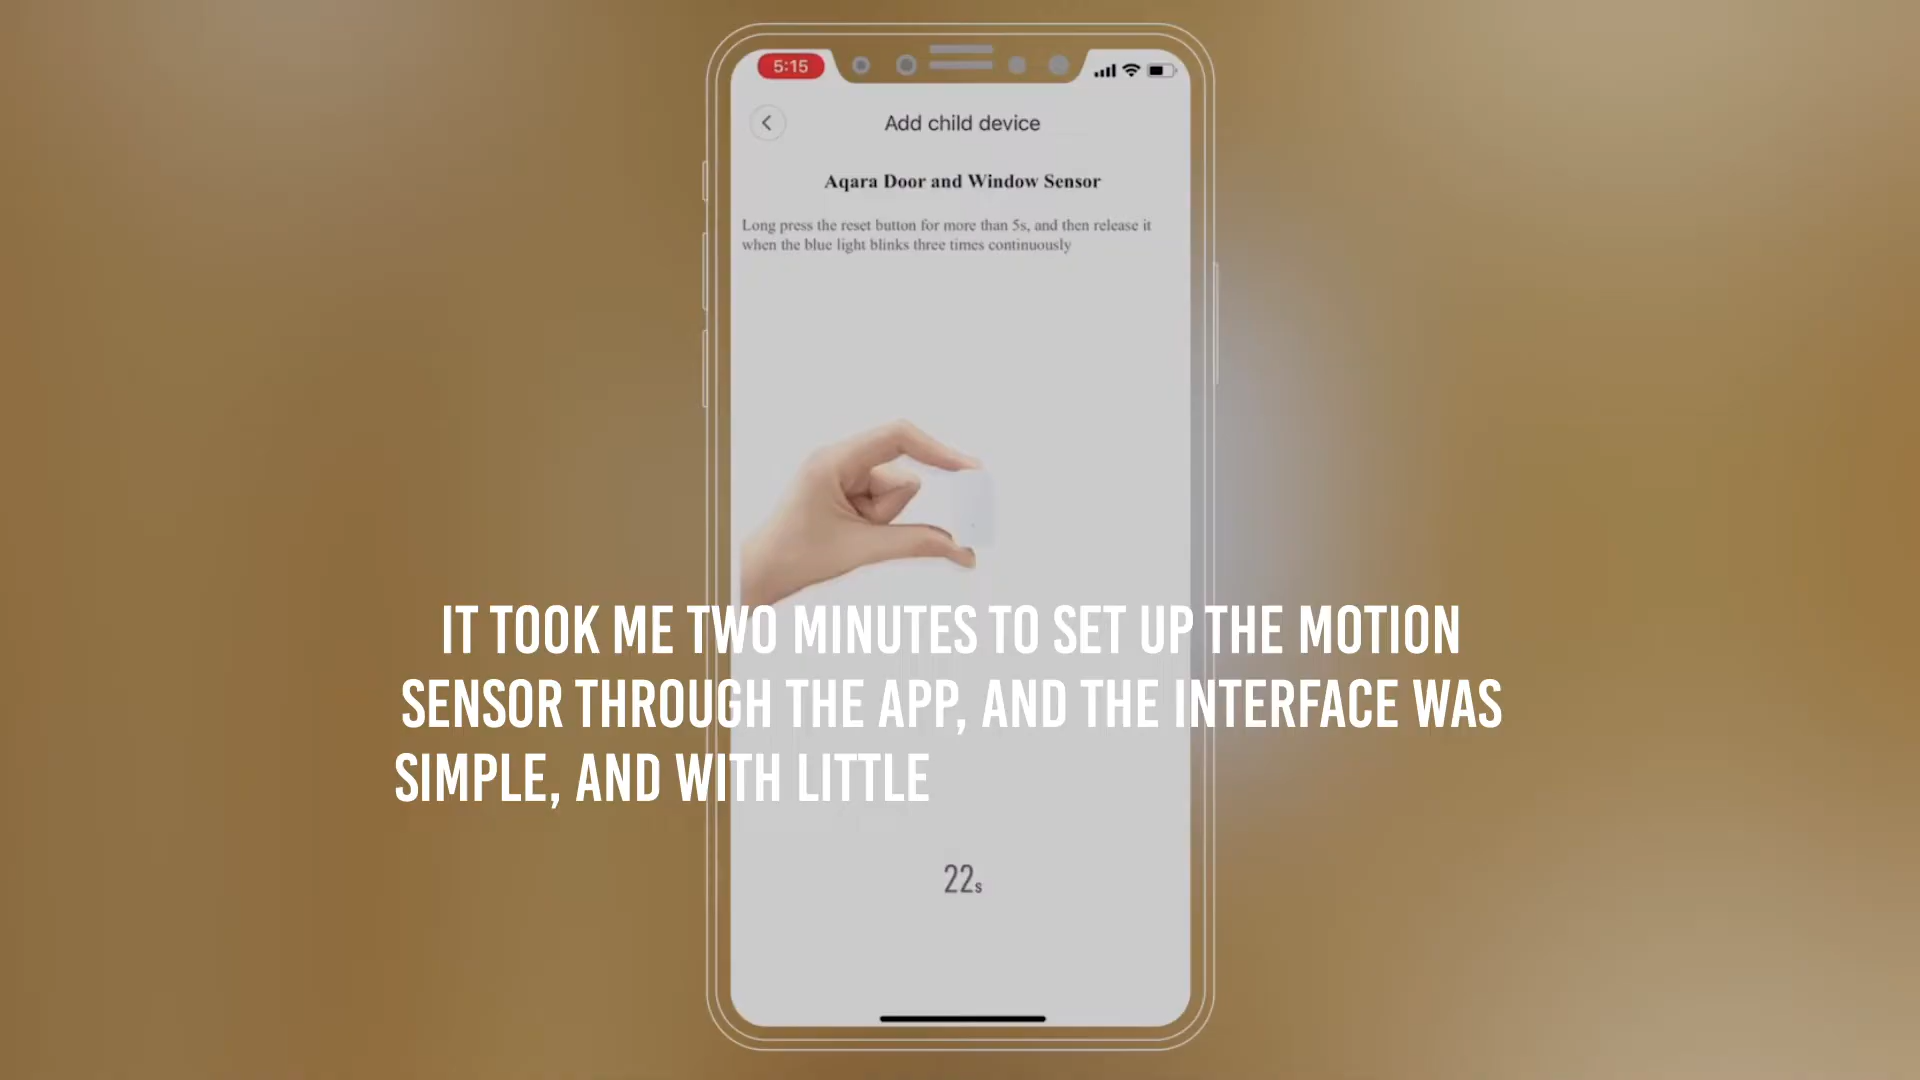 5:15
Add child device
Aqara Door and Window Sensor
Long press the reset button for more than 5s, and then release it
when the blue light blinks three times continuously
IT TOOK ME TWO MINUTES TO SET UP THE MOTION
SENSOR THROUGH THE APP, AND THE INTERFACE WAS
SIMPLE, AND WITH LITTLE
22s